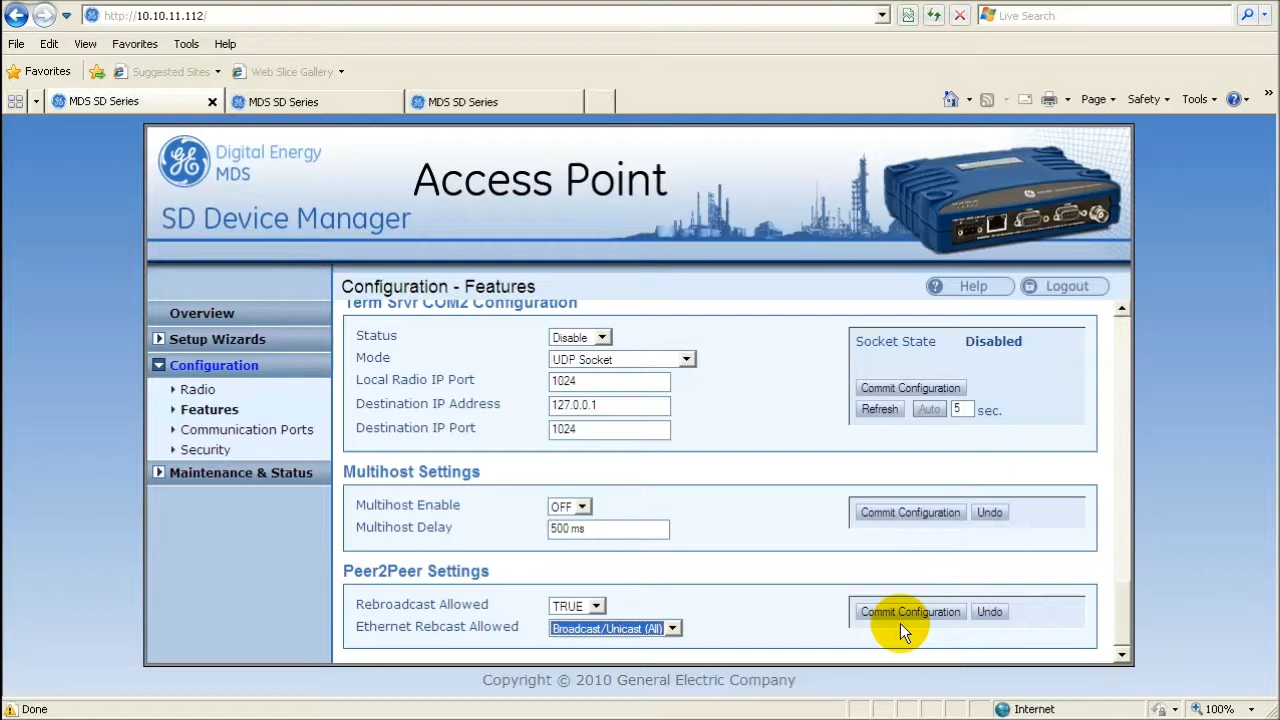 http://10.10.11.112/
Live Search
File Edit View Favorites Tools Help
Favorites Suggested Sites Web Slice Gallery
MDS SD Series MDS SD Series MDS SD Series Page Safety Tools »
Digital Energy
MDS
Access Point
SD Device Manager
Configuration - Features Help Logout
Term Srvr COM2 Configuration
Overview
Setup Wizards
Configuration
Radio
Features
Communication Ports
Security
Maintenance & Status
Status Disable
Mode UDP Socket
Local Radio IP Port 1024
Destination IP Address 127.0.0.1
Destination IP Port 1024
Socket State Disabled
Commit Configuration
Refresh Auto 5 sec.
Multihost Settings
Multihost Enable OFF
Multihost Delay 500 ms
Commit Configuration Undo
Peer2Peer Settings
Rebroadcast Allowed TRUE
Ethernet Rebcast Allowed Broadcast/Unicast (All)
Commit Configuration Undo
Copyright © 2010 General Electric Company
Done Internet 100%